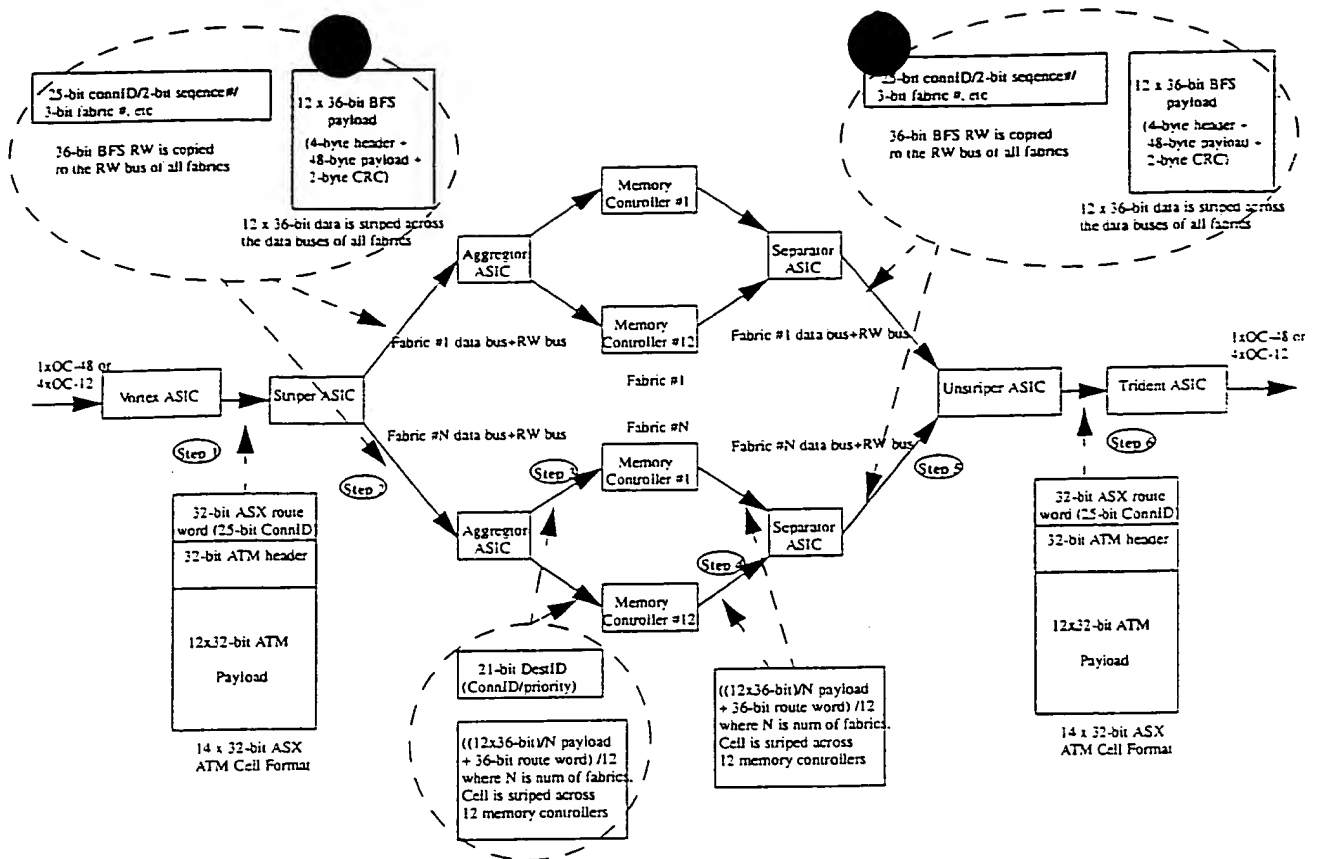 25-bit connID/2-bit seqence#/
3-bit fabric #, etc
36-bit BFS RW is copied
to the RW bus of all fabrics
12 x 36-bit BFS
payload
(4-byte header +
48-byte payload +
2-byte CRC)
12 x 36-bit data is striped across
the data buses of all fabrics
25-bit connID/2-bit seqence#/
3-bit fabric #, etc
36-bit BFS RW is copied
to the RW bus of all fabrics
12 x 36-bit BFS
payload
(4-byte header +
48-byte payload +
2-byte CRC)
12 x 36-bit data is striped across
the data buses of all fabrics
Memory
Controller #1
Aggregtor
ASIC
Separator
ASIC
Memory
Controller #12
Fabric #1 data bus+RW bus
Fabric #1 data bus+RW bus
Fabric #1
1xOC-48 or
4xOC-12
Vortex ASIC
Striper ASIC
Unstriper ASIC
Trident ASIC
1xOC-48 or
4xOC-12
Fabric #N data bus+RW bus
Fabric #N
Fabric #N data bus+RW bus
Step 1
Step 2
Step 3
Memory
Controller #1
Step 5
Step 6
Aggregtor
ASIC
Separator
ASIC
Step 4
Memory
Controller #12
32-bit ASX route
word (25-bit ConnID)
32-bit ATM header
12x32-bit ATM
Payload
14 x 32-bit ASX
ATM Cell Format
21-bit DestID
(ConnID/priority)
((12x36-bit)/N payload
+ 36-bit route word) /12
where N is num of fabrics.
Cell is striped across
12 memory controllers
((12x36-bit)/N payload
+ 36-bit route word) /12
where N is num of fabrics.
Cell is striped across
12 memory controllers
32-bit ASX route
word (25-bit ConnID)
32-bit ATM header
12x32-bit ATM
Payload
14 x 32-bit ASX
ATM Cell Format